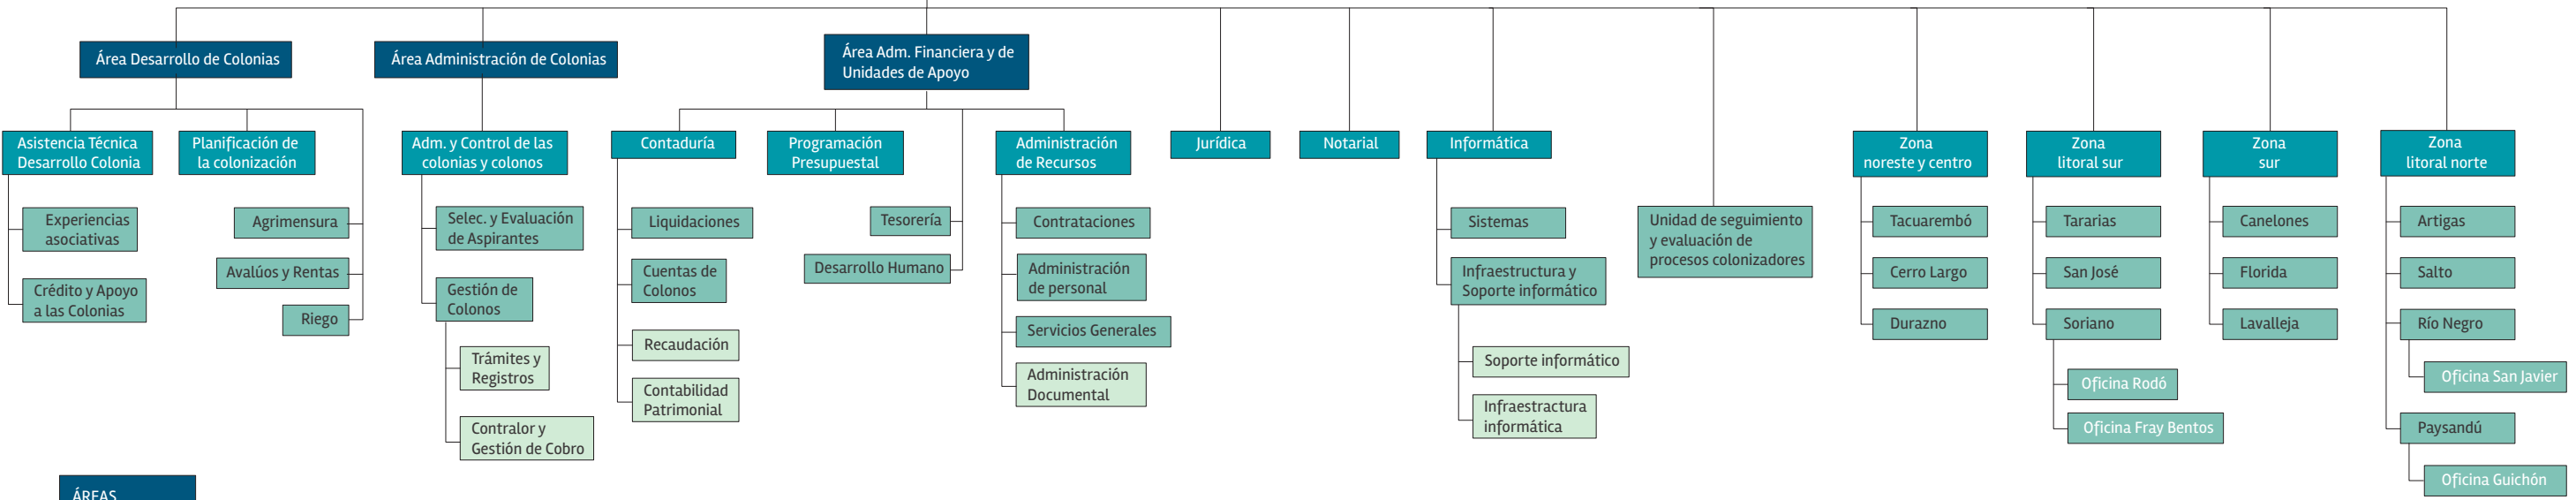 Área Desarrollo de Colonias
Asistencia Técnica
Desarrollo Colonia
Experiencias
asociativas
Crédito y Apoyo
a las Colonias
Planificación de
la colonización
Agrimensura
Avalúos y Rentas
Riego
Área Administración de Colonias
Adm. y Control de las
colonias y colonos
Selec. y Evaluación
de Aspirantes
Gestión de
Colonos
Trámites y
Registros
Contralor y
Gestión de Cobro
Área Adm. Financiera y de
Unidades de Apoyo
Contaduría
Liquidaciones
Cuentas de
Colonos
Recaudación
Contabilidad
Patrimonial
Programación
Presupuestal
Tesorería
Desarrollo Humano
Administración
de Recursos
Contrataciones
Administración
de personal
Servicios Generales
Administración
Documental
Jurídica
Notarial
Informática
Sistemas
Infraestructura y
Soporte informático
Soporte informático
Infraestractura
informática
Unidad de seguimiento
y evaluación de
procesos colonizadores
Zona
noreste y centro
Tacuarembó
Cerro Largo
Durazno
Zona
litoral sur
Tararias
San José
Soriano
Oficina Rodó
Oficina Fray Bentos
Zona
sur
Canelones
Florida
Lavalleja
Zona
litoral norte
Artigas
Salto
Río Negro
Oficina San Javier
Paysandú
Oficina Guichón
ÁREAS